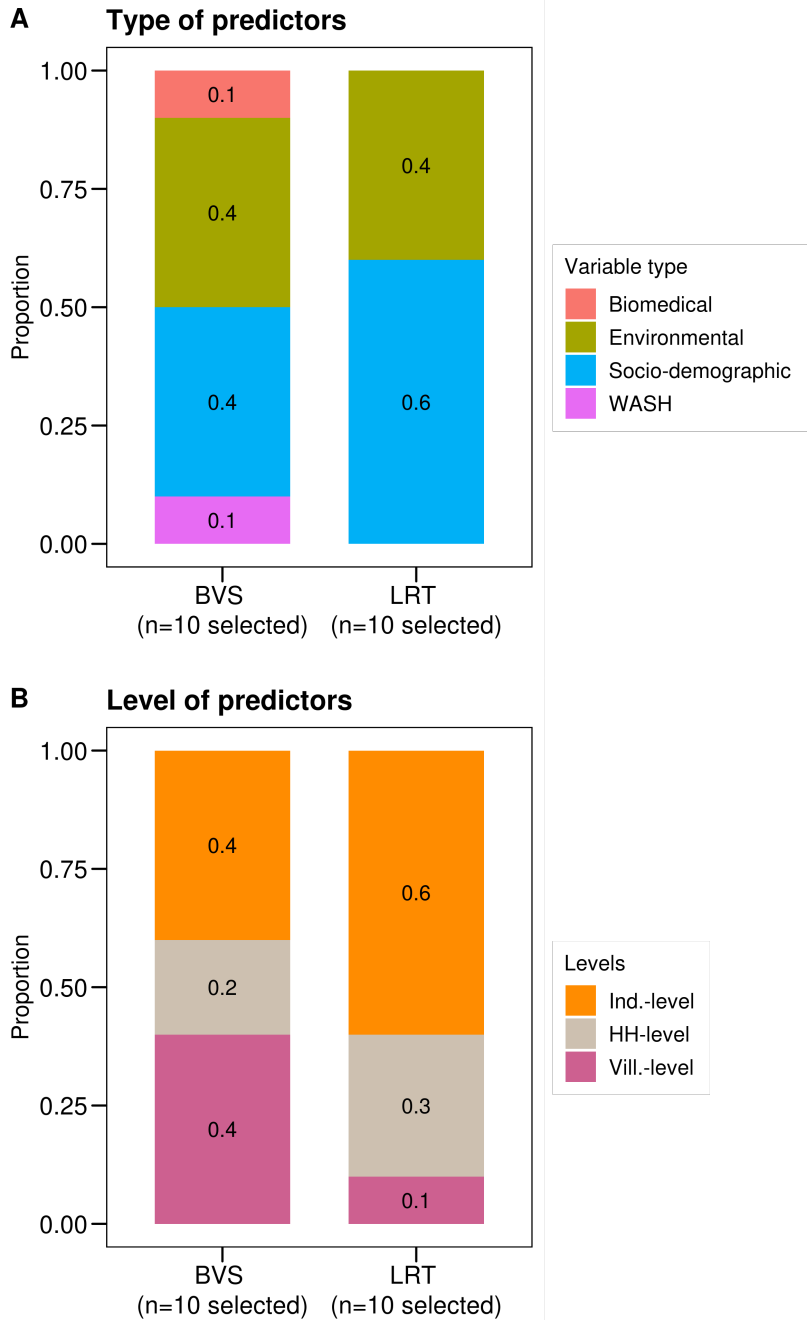 A Type of predictors
1.00
0.75
0.50
0.25
0.00
Proportion
0.1
0.4
0.4
0.1
0.4
0.6
BVS
(n=10 selected)
LRT
(n=10 selected)
Variable type
Biomedical
Environmental
Socio-demographic
WASH
B Level of predictors
1.00
0.75
0.50
0.25
0.00
Proportion
0.4
0.2
0.4
0.6
0.3
0.1
BVS
(n=10 selected)
LRT
(n=10 selected)
Levels
Ind.-level
HH-level
Vill.-level